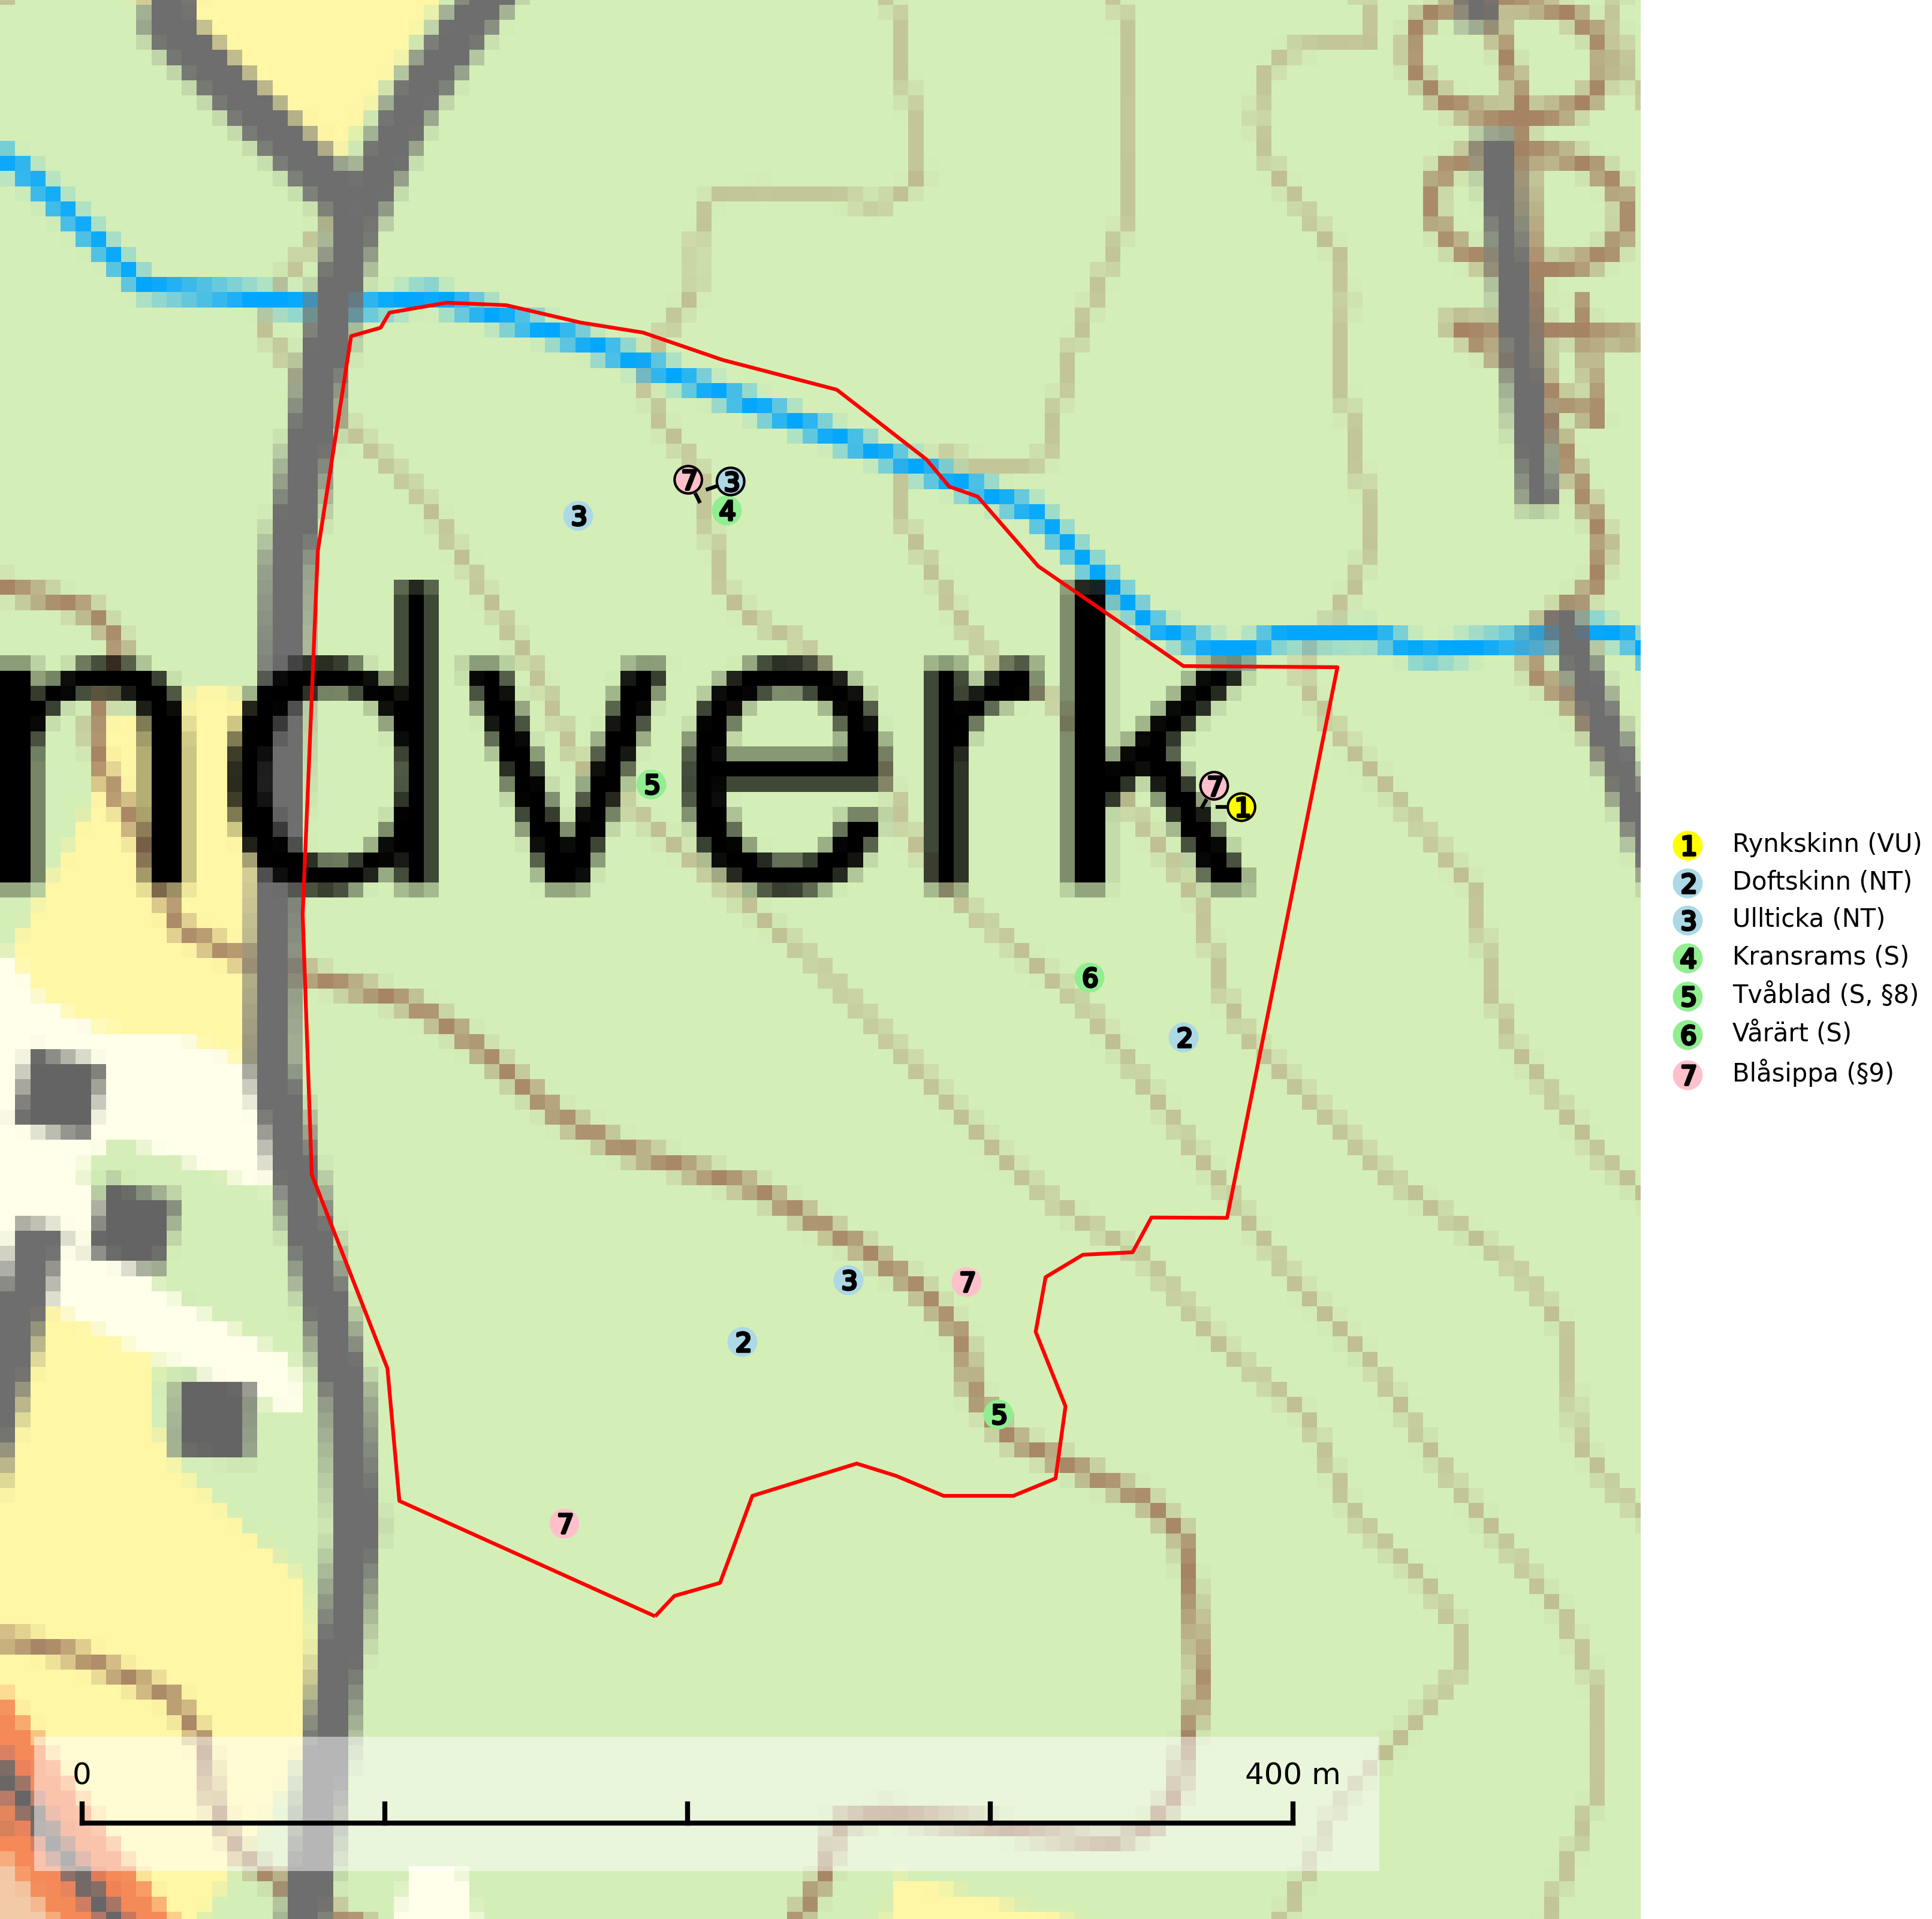 7 3
3 4
ndverk
5
7
1
6
2
3 7
2
5
7
1 Rynkskinn (VU)
2 Doftskinn (NT)
3 Ullticka (NT)
4 Kransrams (S)
5 Tvåblad (S, §8)
6 Vårärt (S)
7 Blåsippa (§9)
0 400 m